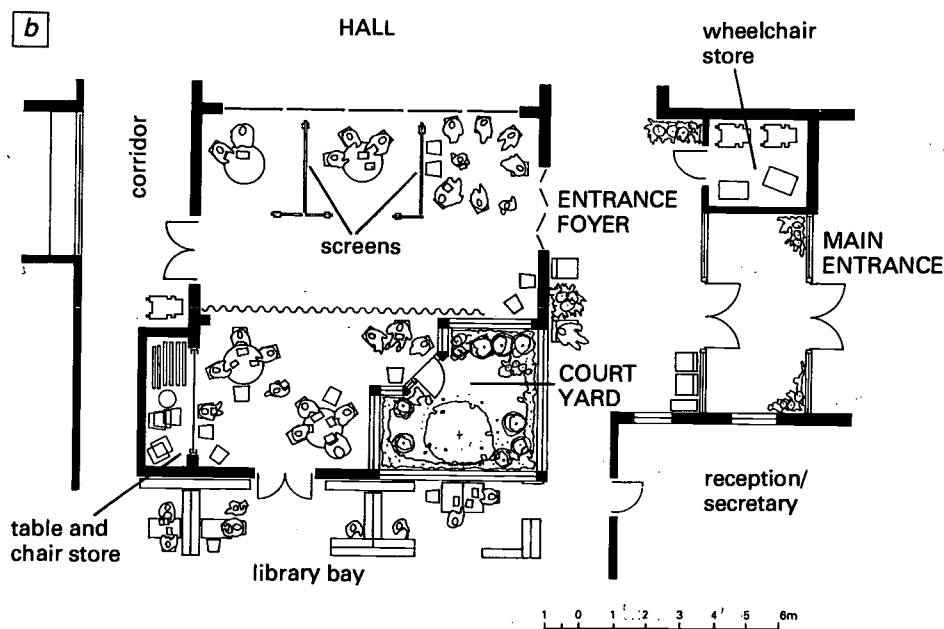 b
HALL
wheelchair
store
corridor
screens
ENTRANCE
FOYER
MAIN
ENTRANCE
COURT
YARD
table and
chair store
library bay
reception/
secretary
1 0 1 2 3 4 5 6m